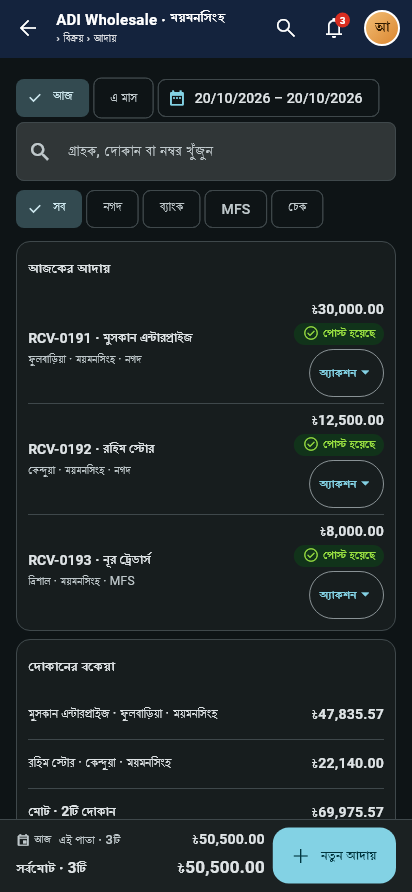 ADI Wholesale · ময়মনসিংহ
› বিক্রয় › আদায়
3
আ
আজ
এ মাস
20/10/2026 – 20/10/2026
গ্রাহক, দোকান বা নম্বর খুঁজুন
সব
নগদ
ব্যাংক
MFS
চেক
আজকের আদায়
৳30,000.00
RCV-0191 · মুসকান এন্টারপ্রাইজ
পোস্ট হয়েছে
ফুলবাড়িয়া · ময়মনসিংহ · নগদ
অ্যাকশন
৳12,500.00
RCV-0192 · রহিম স্টোর
পোস্ট হয়েছে
কেন্দুয়া · ময়মনসিংহ · নগদ
অ্যাকশন
৳8,000.00
RCV-0193 · নূর ট্রেডার্স
পোস্ট হয়েছে
ত্রিশাল · ময়মনসিংহ · MFS
অ্যাকশন
দোকানের বকেয়া
মুসকান এন্টারপ্রাইজ · ফুলবাড়িয়া · ময়মনসিংহ ৳47,835.57
রহিম স্টোর · কেন্দুয়া · ময়মনসিংহ ৳22,140.00
মোট · 2টি দোকান ৳69,975.57
আজ এই পাতা · 3টি ৳50,500.00
সর্বমোট · 3টি ৳50,500.00
নতুন আদায়